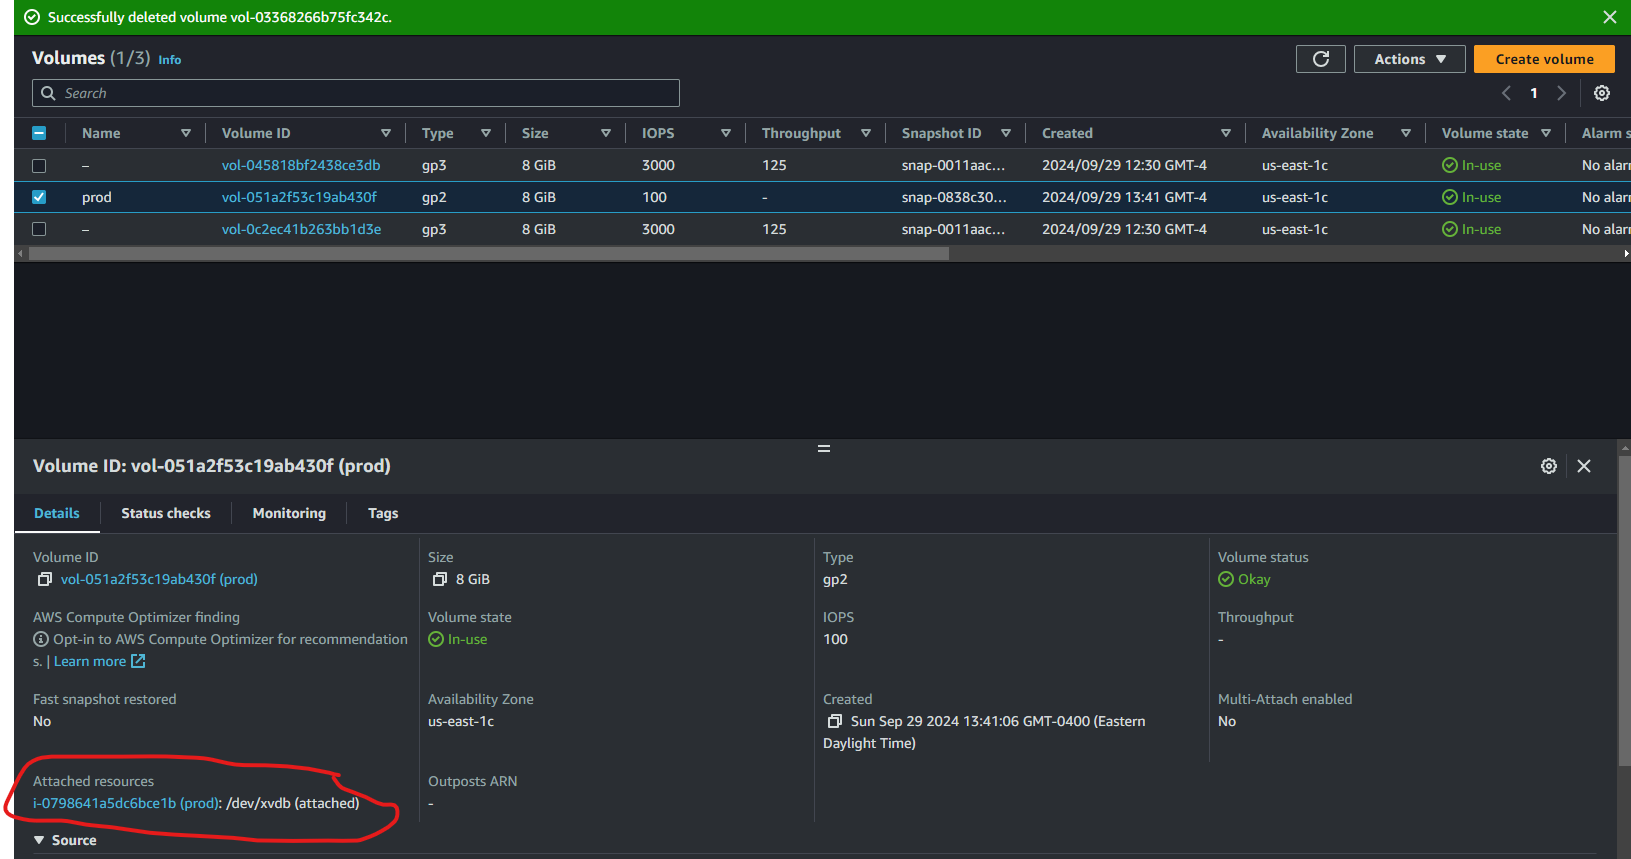 Successfully deleted volume vol-03368266b75fc342c.
Volumes (1/3) Info
Actions
Create volume
Search
1
Name Volume ID Type Size IOPS Throughput Snapshot ID Created Availability Zone Volume state Alarm s
– vol-045818bf2438ce3db gp3 8 GiB 3000 125 snap-0011aac... 2024/09/29 12:30 GMT-4 us-east-1c In-use No alarr
prod vol-051a2f53c19ab430f gp2 8 GiB 100 - snap-0838c30... 2024/09/29 13:41 GMT-4 us-east-1c In-use No alarr
– vol-0c2ec41b263bb1d3e gp3 8 GiB 3000 125 snap-0011aac... 2024/09/29 12:30 GMT-4 us-east-1c In-use No alarr
Volume ID: vol-051a2f53c19ab430f (prod)
Details Status checks Monitoring Tags
Volume ID
vol-051a2f53c19ab430f (prod)
Size
8 GiB
Type
gp2
Volume status
Okay
AWS Compute Optimizer finding
Opt-in to AWS Compute Optimizer for recommendation
s. | Learn more
Volume state
In-use
IOPS
100
Throughput
-
Fast snapshot restored
No
Availability Zone
us-east-1c
Created
Sun Sep 29 2024 13:41:06 GMT-0400 (Eastern
Daylight Time)
Multi-Attach enabled
No
Attached resources
i-0798641a5dc6bce1b (prod): /dev/xvdb (attached)
Outposts ARN
-
Source